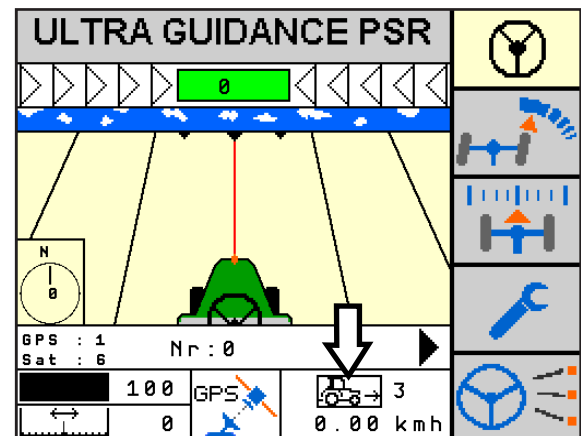 ULTRA GUIDANCE PSR
0
N
0
GPS : 1
Sat : 6
Nr:0
100
0
GPS
3
0.00 kmh